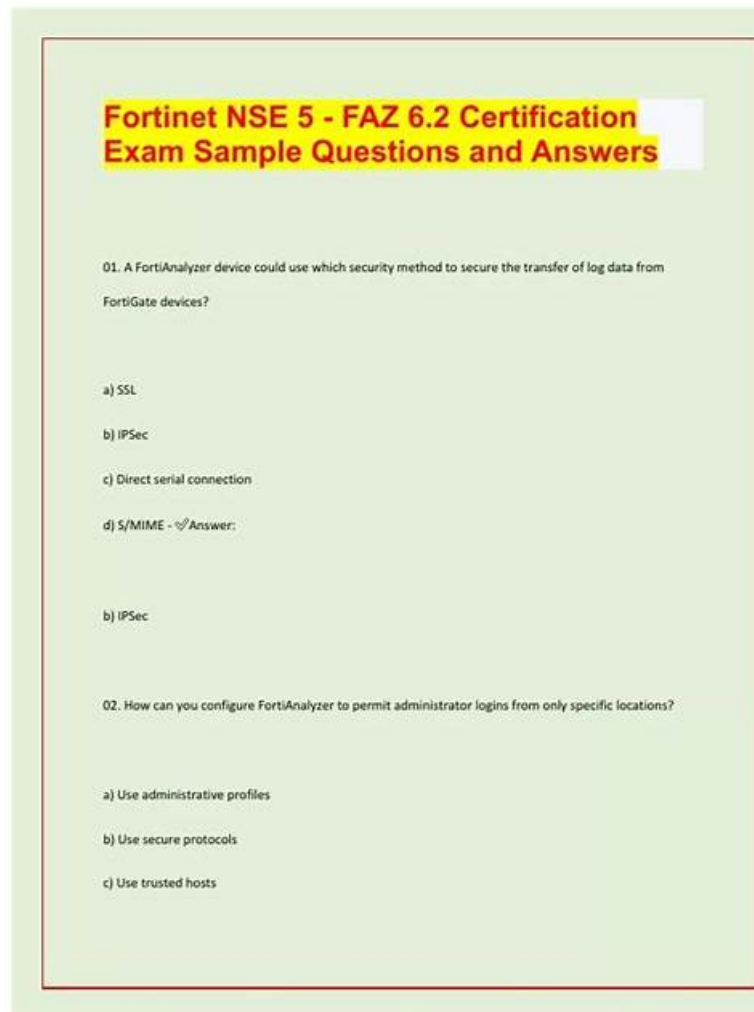 Fortinet NSE 5 - FAZ 6.2 Certification
Exam Sample Questions and Answers
01. A FortiAnalyzer device could use which security method to secure the transfer of log data from
FortiGate devices?
a) SSL
b) IPSec
c) Direct serial connection
d) S/MIME - ✅Answer:
b) IPSec
02. How can you configure FortiAnalyzer to permit administrator logins from only specific locations?
a) Use administrative profiles
b) Use secure protocols
c) Use trusted hosts